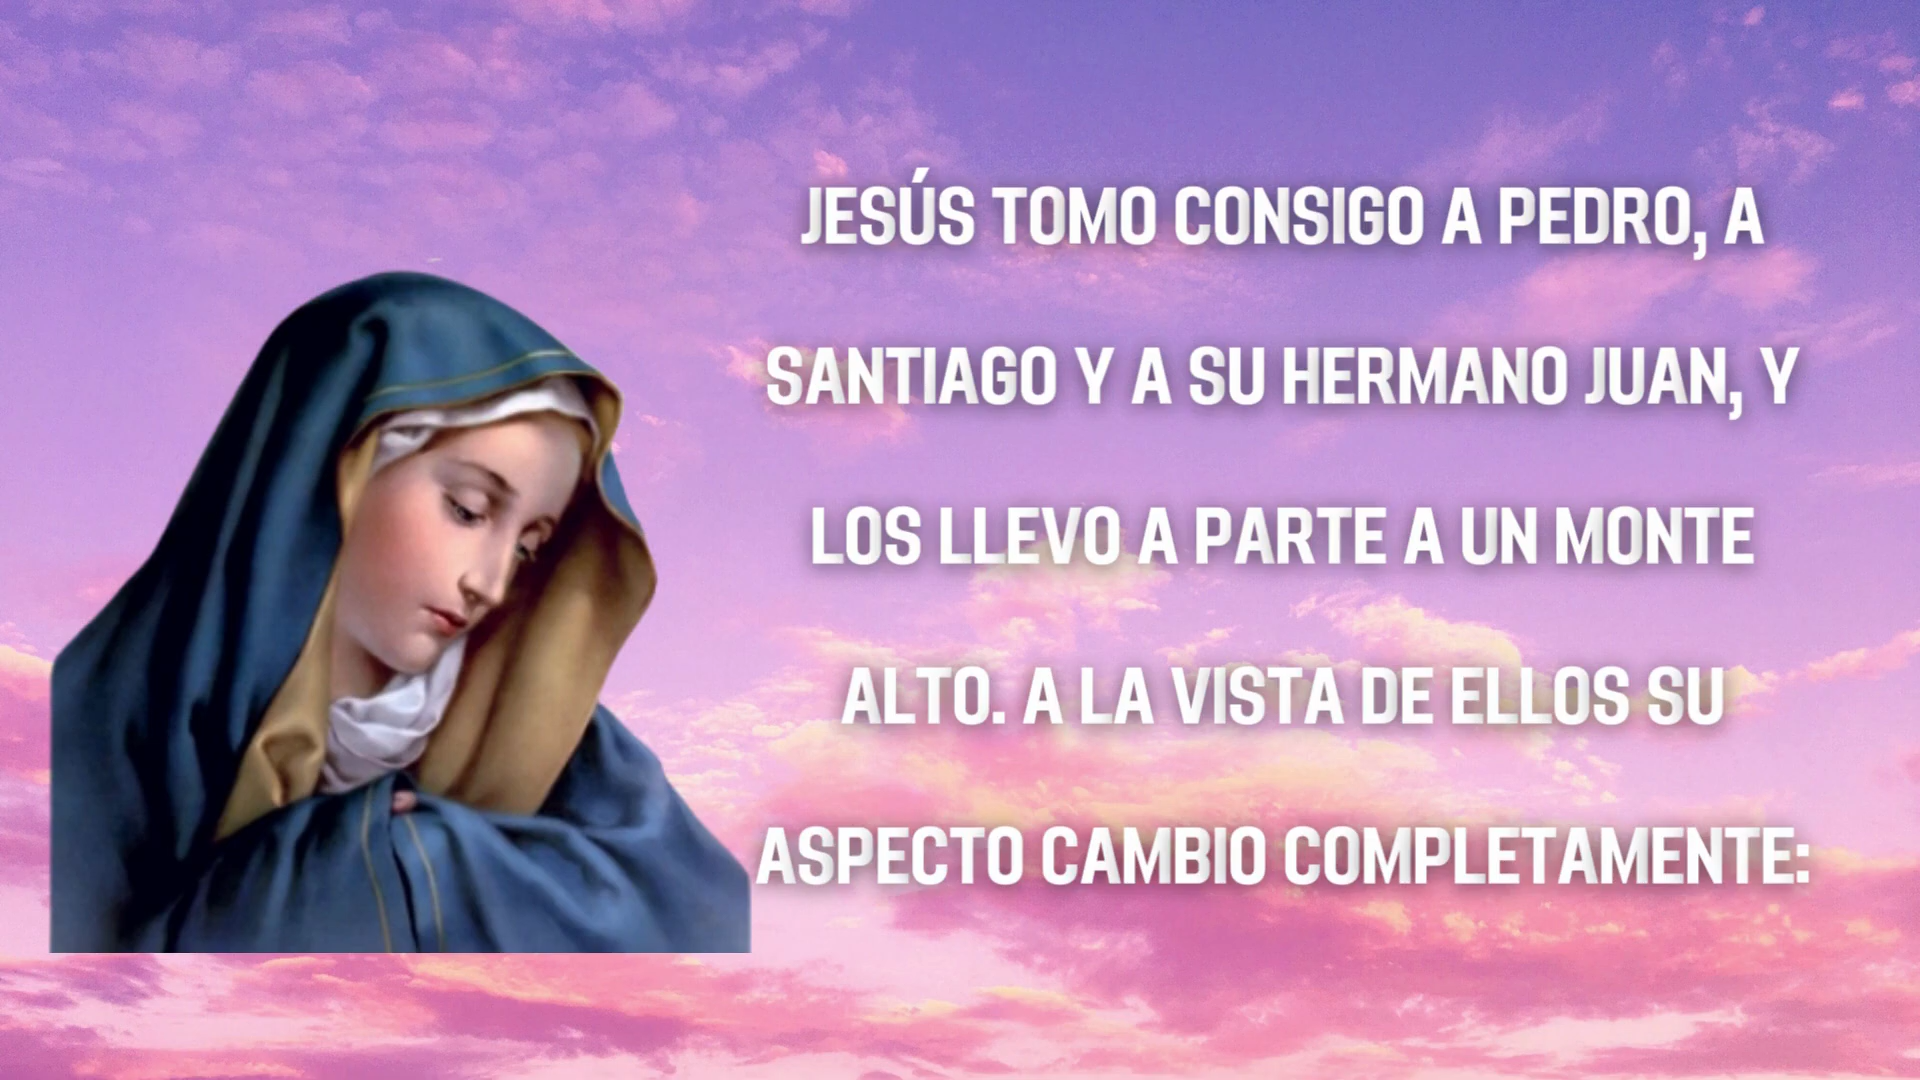 JESÚS TOMO CONSIGO A PEDRO, A
SANTIAGO Y A SU HERMANO JUAN, Y
LOS LLEVO A PARTE A UN MONTE
ALTO. A LA VISTA DE ELLOS SU
ASPECTO CAMBIO COMPLETAMENTE: